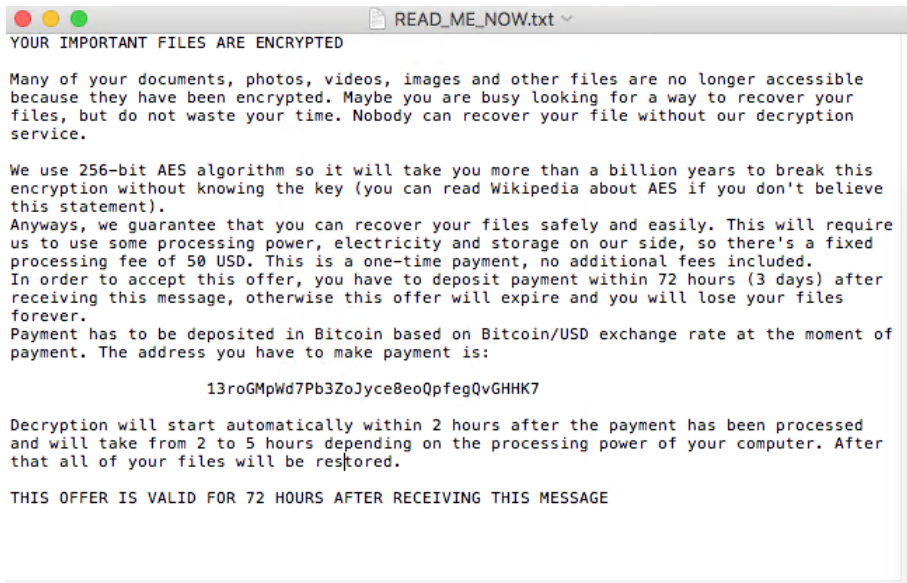 READ_ME_NOW.txt
YOUR IMPORTANT FILES ARE ENCRYPTED
Many of your documents, photos, videos, images and other files are no longer accessible
because they have been encrypted. Maybe you are busy looking for a way to recover your
files, but do not waste your time. Nobody can recover your file without our decryption
service.
We use 256-bit AES algorithm so it will take you more than a billion years to break this
encryption without knowing the key (you can read Wikipedia about AES if you don't believe
this statement).
Anyways, we guarantee that you can recover your files safely and easily. This will require
us to use some processing power, electricity and storage on our side, so there's a fixed
processing fee of 50 USD. This is a one-time payment, no additional fees included.
In order to accept this offer, you have to deposit payment within 72 hours (3 days) after
receiving this message, otherwise this offer will expire and you will lose your files
forever.
Payment has to be deposited in Bitcoin based on Bitcoin/USD exchange rate at the moment of
payment. The address you have to make payment is:
13roGMpWd7Pb3ZoJyce8eoQpfegQvGHHK7
Decryption will start automatically within 2 hours after the payment has been processed
and will take from 2 to 5 hours depending on the processing power of your computer. After
that all of your files will be restored.
THIS OFFER IS VALID FOR 72 HOURS AFTER RECEIVING THIS MESSAGE